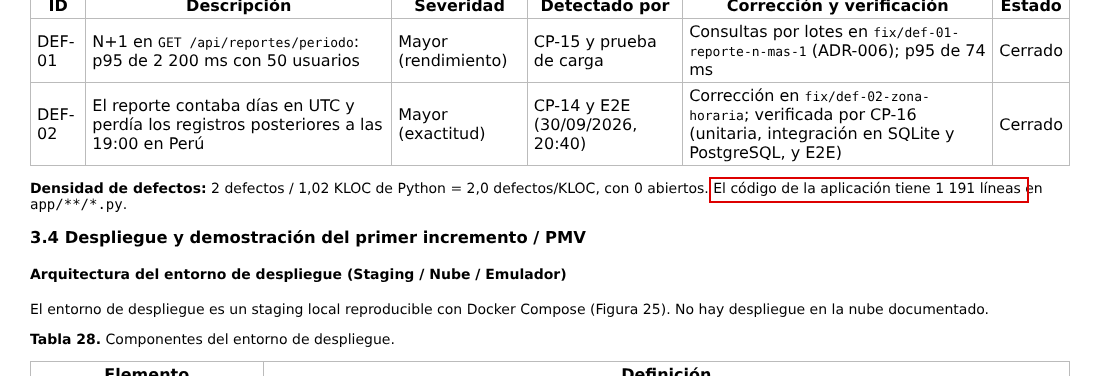 ID Descripción Severidad Detectado por Corrección y verificación Estado
DEF-01 N+1 en GET /api/reportes/periodo: p95 de 2 200 ms con 50 usuarios Mayor (rendimiento) CP-15 y prueba de carga Consultas por lotes en fix/def-01-reporte-n-mas-1 (ADR-006); p95 de 74 ms Cerrado
DEF-02 El reporte contaba días en UTC y perdía los registros posteriores a las 19:00 en Perú Mayor (exactitud) CP-14 y E2E (30/09/2026, 20:40) Corrección en fix/def-02-zona-horaria; verificada por CP-16 (unitaria, integración en SQLite y PostgreSQL, y E2E) Cerrado
Densidad de defectos: 2 defectos / 1,02 KLOC de Python = 2,0 defectos/KLOC, con 0 abiertos. El código de la aplicación tiene 1 191 líneas en
app/**/*.py.
3.4 Despliegue y demostración del primer incremento / PMV
Arquitectura del entorno de despliegue (Staging / Nube / Emulador)
El entorno de despliegue es un staging local reproducible con Docker Compose (Figura 25). No hay despliegue en la nube documentado.
Tabla 28. Componentes del entorno de despliegue.
Elemento Definición